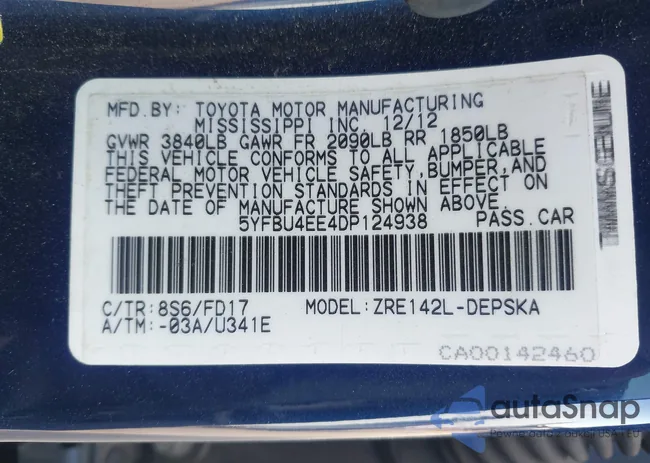 MFD.BY: TOYOTA MOTOR MANUFACTURING
MISSISSIPPI INC, 12/12
GVWR 3840LB GAWR FR 2090LB RR 1850LB
THIS VEHICLE CONFORMS TO ALL APPLICABLE
FEDERAL MOTOR VEHICLE SAFETY,BUMPER,AND
THEFT PREVENTION STANDARDS IN EFFECT ON
THE DATE OF MANUFACTURE SHOWN ABOVE.
5YFBU4EE4DP124938 PASS.CAR
C/TR:8S6/FD17 MODEL:ZRE142L-DEPSKA
A/TM:-03A/U341E
CA00142460
autoSnap